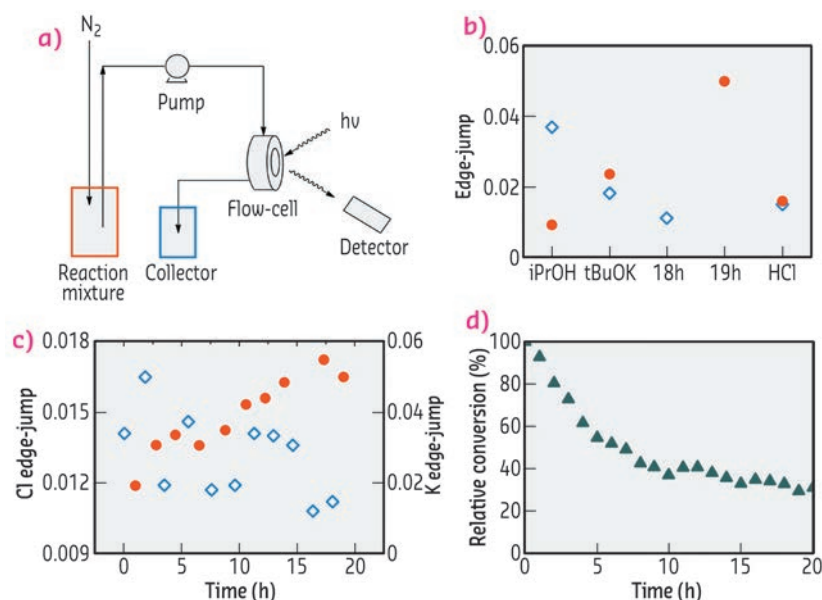 a)
N2
Pump
hν
Flow-cell
Detector
Reaction
mixture
Collector
b)
0.06
0.04
0.02
0
Edge-jump
iPrOH tBuOK 18h 19h HCl
c)
0.018
0.015
0.012
0.009
Cl edge-jump
0.06
0.04
0.02
0
K edge-jump
0 5 10 15 20
Time (h)
d)
100
80
60
40
20
0
Relative conversion (%)
0 5 10 15 20
Time (h)